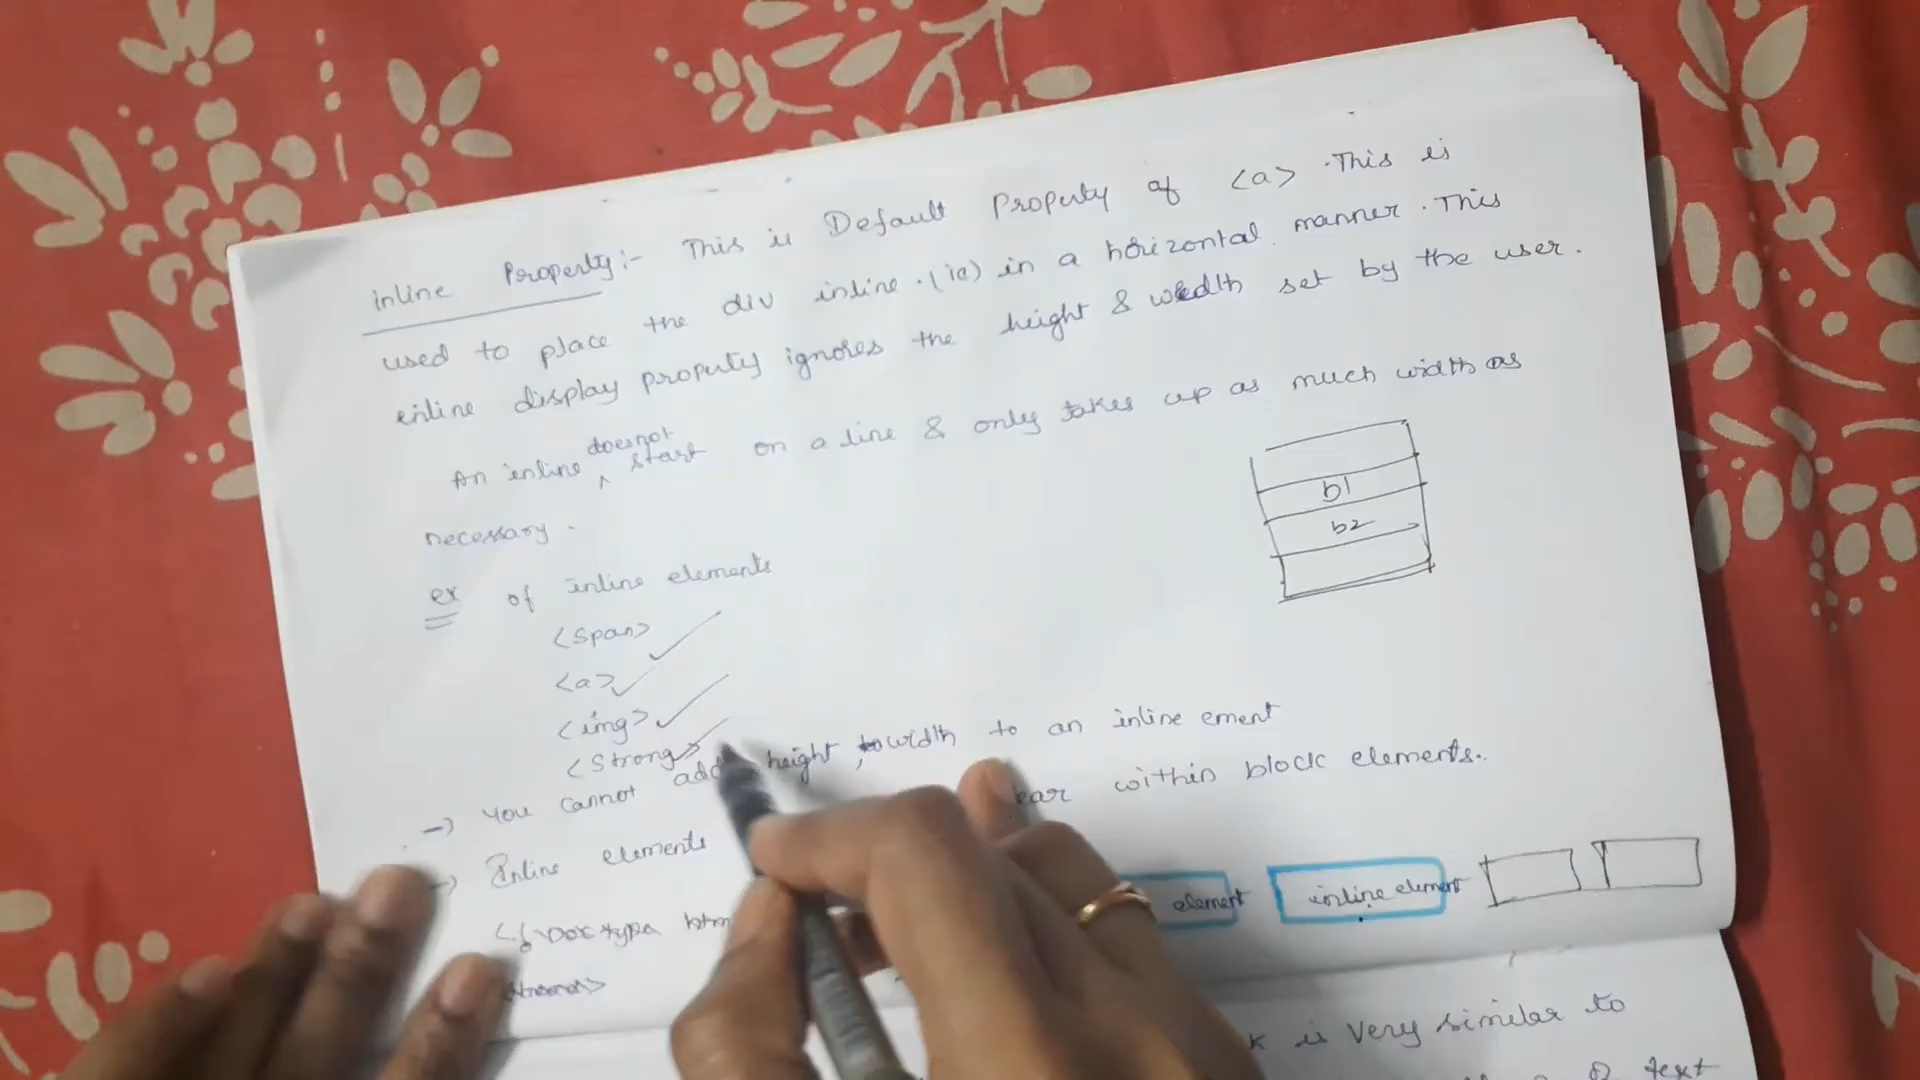 inline Property:- This is Default Property of <a>. This is
used to place the div inline. (ie) in a horizontal manner. This
inline display property ignores the height & width set by the user.
An inline does not start on a line & only takes up as much width as
necessary.
ex of inline elements
<span>
<a>
<img>
<strong>
b1
b2
-> You cannot add height, width to an inline ement
-> Inline elements within block elements.
element inline element
<!Doctype
is very similar to
text